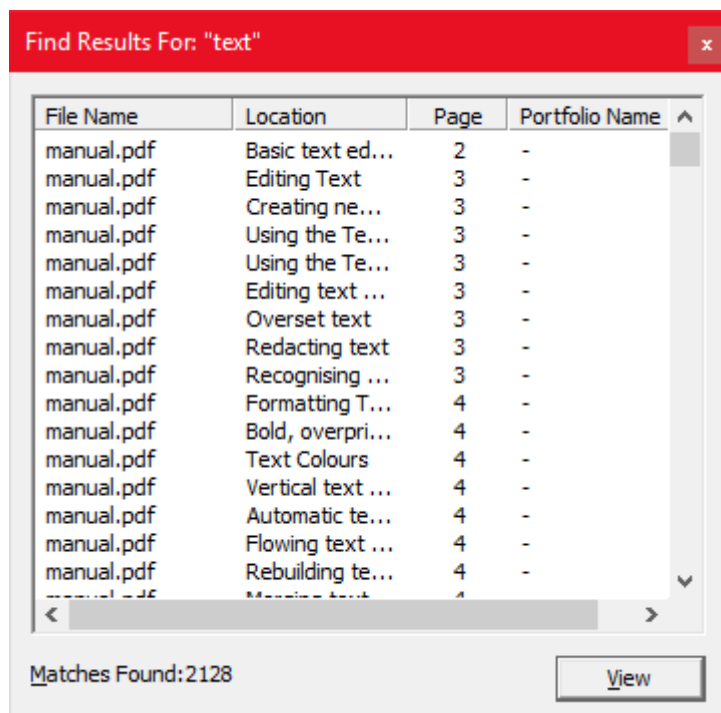 Find Results For: "text"
x
File Name Location Page Portfolio Name
manual.pdf Basic text ed... 2 -
manual.pdf Editing Text 3 -
manual.pdf Creating ne... 3 -
manual.pdf Using the Te... 3 -
manual.pdf Using the Te... 3 -
manual.pdf Editing text ... 3 -
manual.pdf Overset text 3 -
manual.pdf Redacting text 3 -
manual.pdf Recognising ... 3 -
manual.pdf Formatting T... 4 -
manual.pdf Bold, overpri... 4 -
manual.pdf Text Colours 4 -
manual.pdf Vertical text ... 4 -
manual.pdf Automatic te... 4 -
manual.pdf Flowing text ... 4 -
manual.pdf Rebuilding te... 4 -
manual.pdf Merging text 4
Matches Found:2128 View